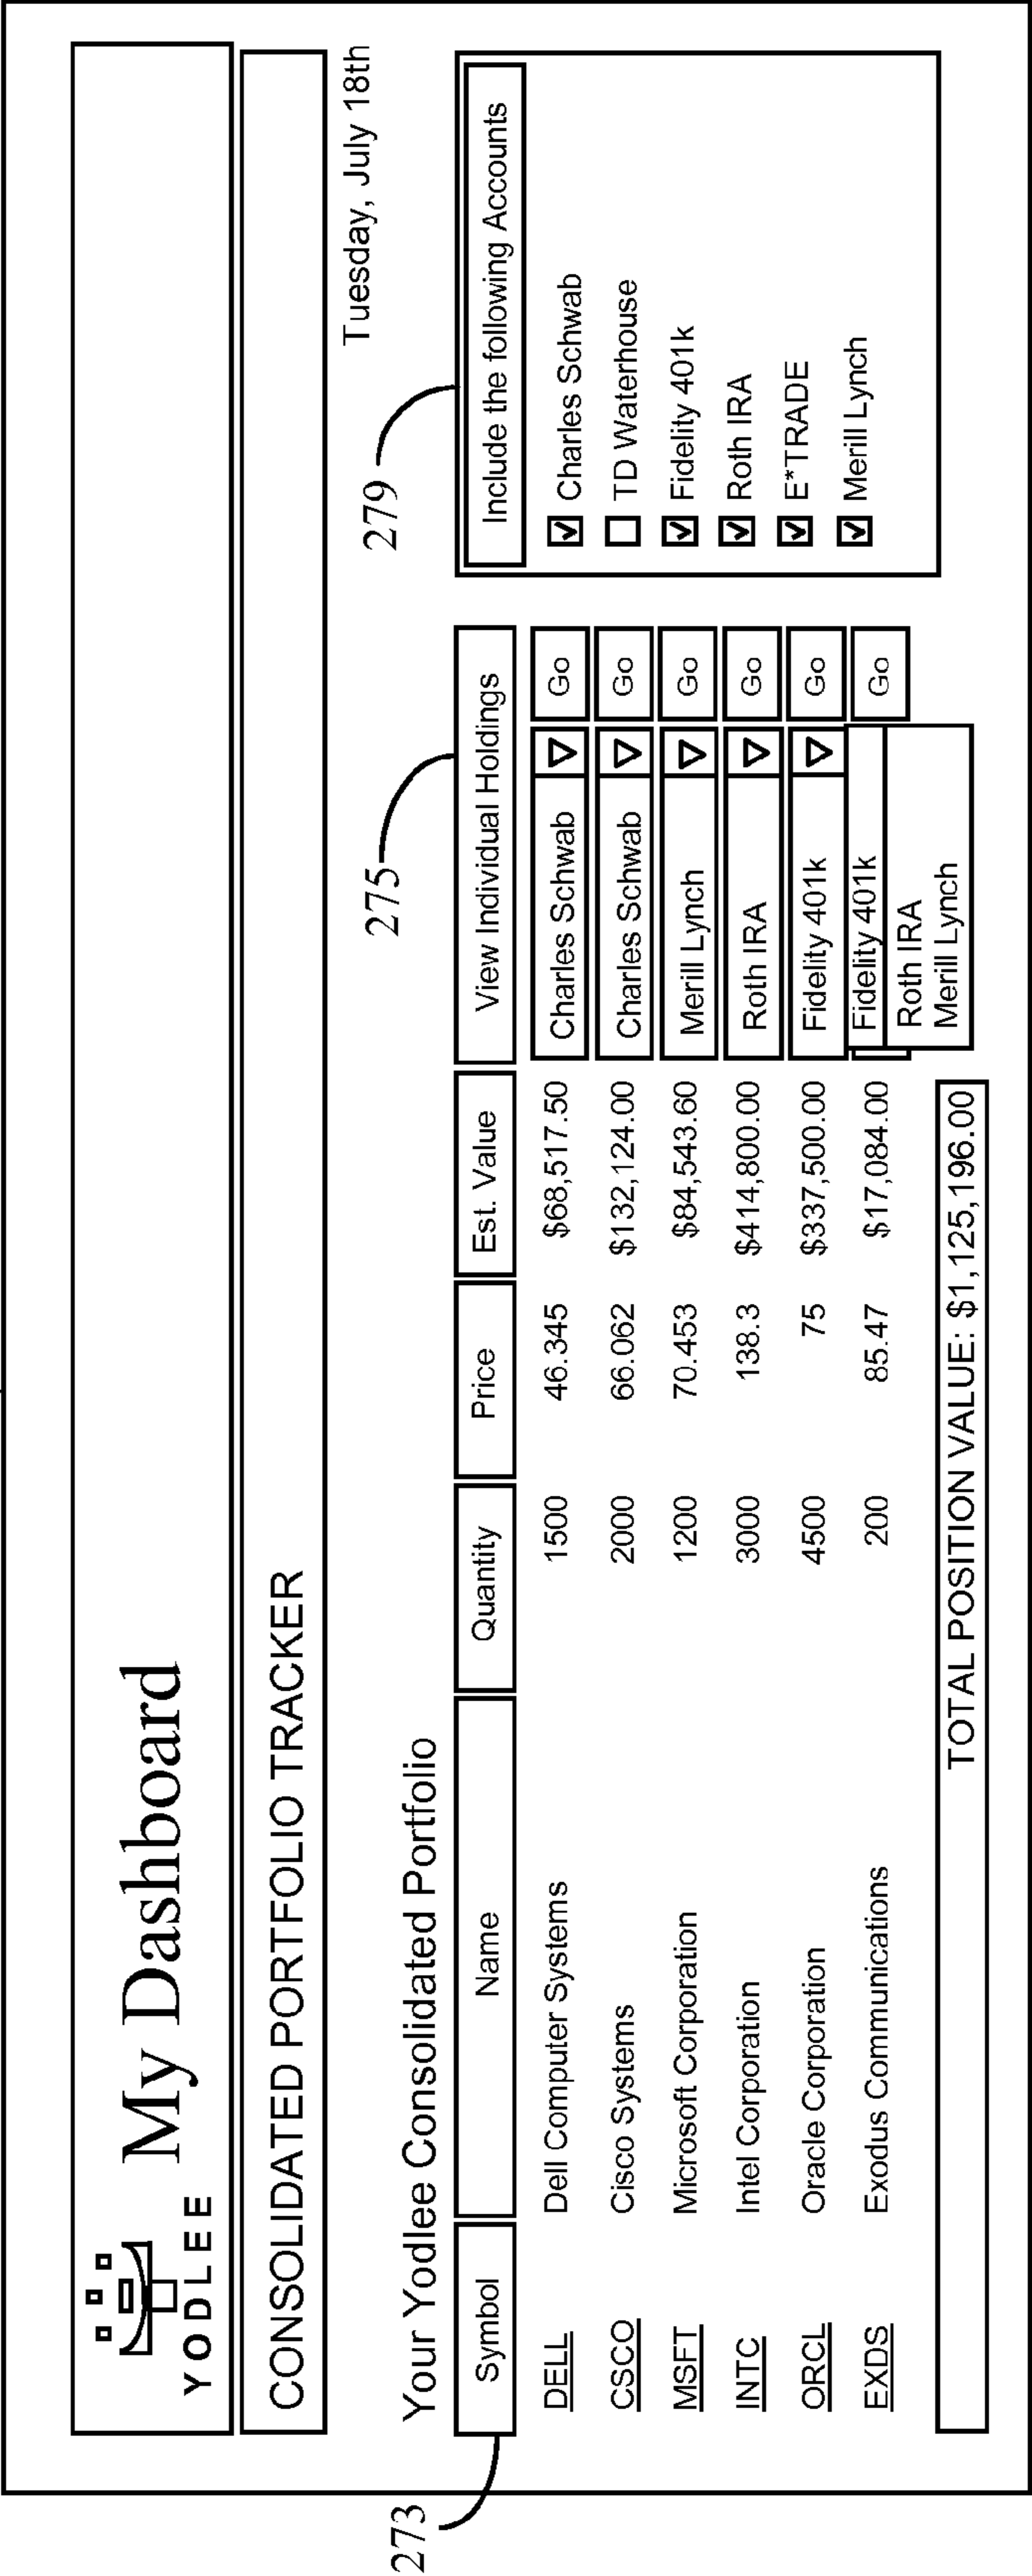 YODLEE
My Dashboard
CONSOLIDATED PORTFOLIO TRACKER
Tuesday, July 18th
Your Yodlee Consolidated Portfolio
273
275
279
Symbol Name Quantity Price Est. Value View Individual Holdings
DELL Dell Computer Systems 1500 46.345 $68,517.50 Charles Schwab Go
CSCO Cisco Systems 2000 66.062 $132,124.00 Charles Schwab Go
MSFT Microsoft Corporation 1200 70.453 $84,543.60 Merill Lynch Go
INTC Intel Corporation 3000 138.3 $414,800.00 Roth IRA Go
ORCL Oracle Corporation 4500 75 $337,500.00 Fidelity 401k Go
EXDS Exodus Communications 200 85.47 $17,084.00 Fidelity 401k Go
Roth IRA
Merill Lynch
TOTAL POSITION VALUE: $1,125,196.00
Include the following Accounts
Charles Schwab
TD Waterhouse
Fidelity 401k
Roth IRA
E*TRADE
Merill Lynch